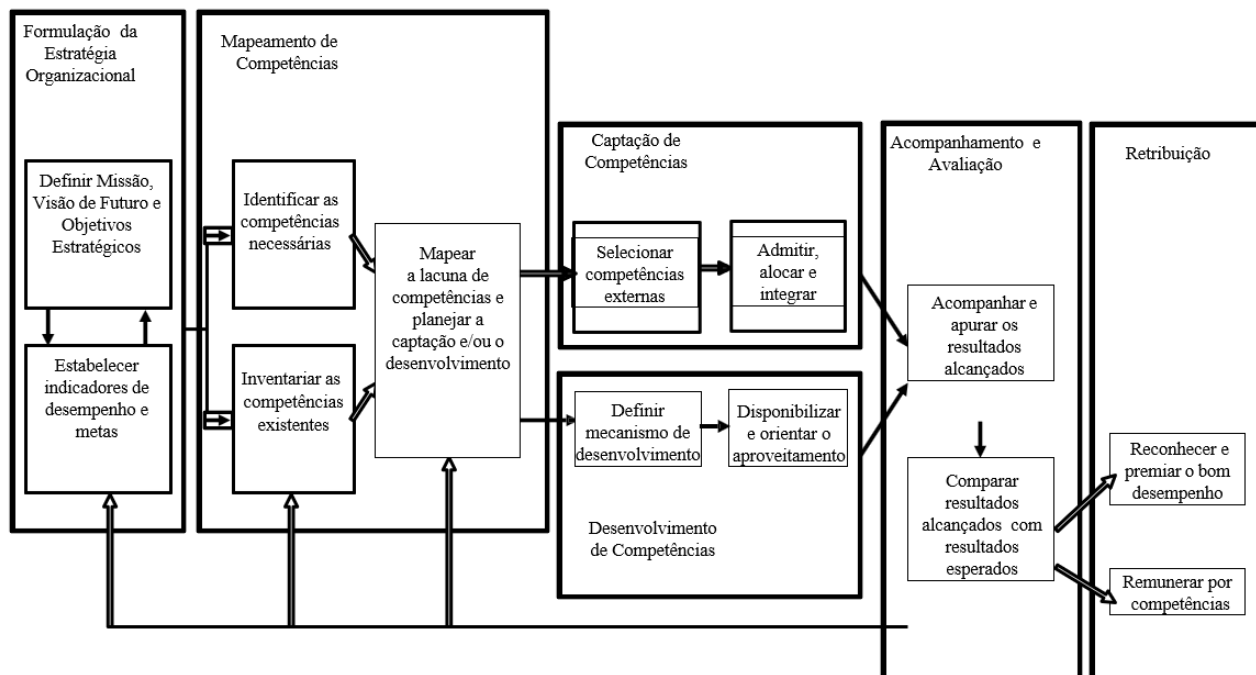 Formulação da
Estratégia
Organizacional
Definir Missão,
Visão de Futuro e
Objetivos
Estratégicos
Estabelecer
indicadores de
desempenho e
metas
Mapeamento de
Competências
Identificar as
competências
necessárias
Inventariar as
competências
existentes
Mapear
a lacuna de
competências e
planejar a
captação e/ou o
desenvolvimento
Captação de
Competências
Selecionar
competências
externas
Admitir,
alocar e
integrar
Definir
mecanismo de
desenvolvimento
Disponibilizar
e orientar o
aproveitamento
Desenvolvimento
de Competências
Acompanhamento e
Avaliação
Acompanhar e
apurar os
resultados
alcançados
Comparar
resultados
alcançados com
resultados
esperados
Retribuição
Reconhecer e
premiar o bom
desempenho
Remunerar por
competências